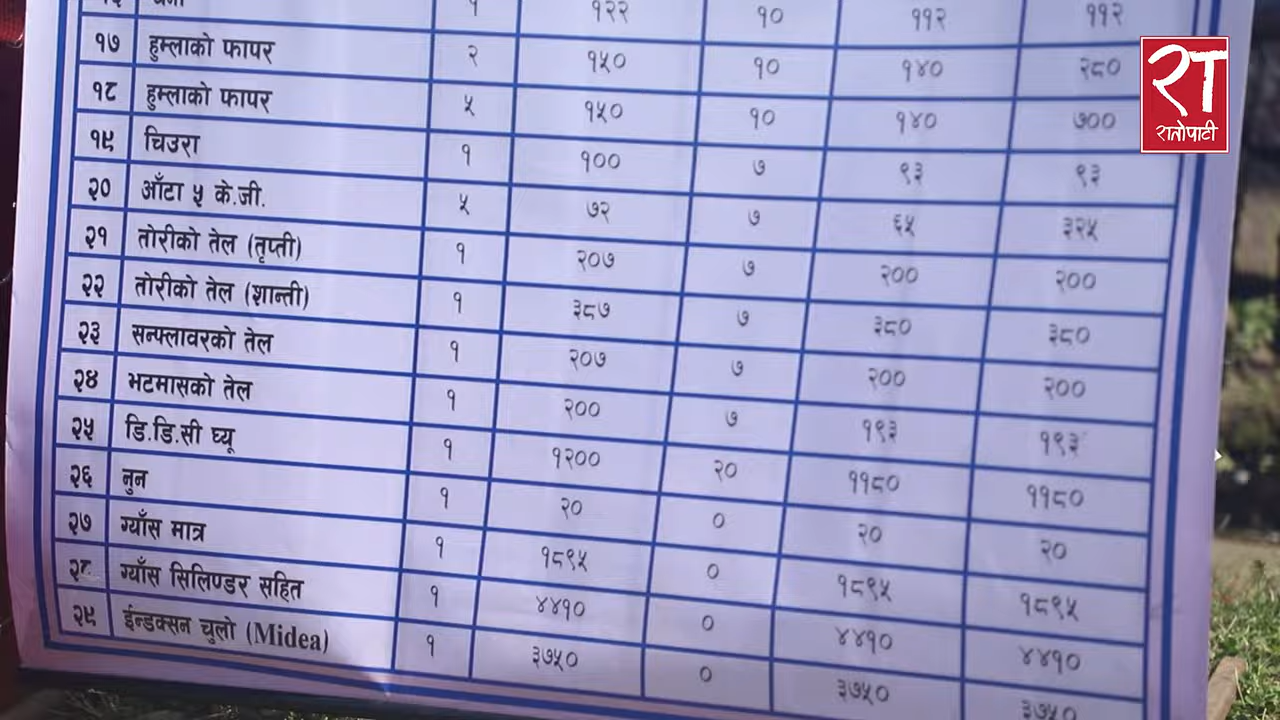 १ १२२ १० ११२ ११२
१७ हुम्लाको फापर २ १५० १० १४० २८०
१८ हुम्लाको फापर ५ १५० १० १४० ७००
१९ चिउरा १ १०० ७ ९३ ९३
२० आँटा ५ के.जी. ५ ७२ ७ ६५ ३२५
२१ तोरीको तेल (तृप्ती) १ २०७ ७ २०० २००
२२ तोरीको तेल (शान्ती) १ ३८७ ७ ३८० ३८०
२३ सन्फ्लावरको तेल १ २०७ ७ २०० २००
२४ भटमासको तेल १ २०० ७ १९३ १९३
२५ डि.डि.सी घ्यू १ १२०० २० ११८० ११८०
२६ नुन १ २० ० २० २०
२७ ग्याँस मात्र १ १८९५ ० १८९५ १८९५
२८ ग्याँस सिलिण्डर सहित १ ४४१० ० ४४१० ४४१०
२९ ईन्डक्सन चुलो (Midea) १ ३७५० ० ३७५० ३७५०
रा
रातोपाटी